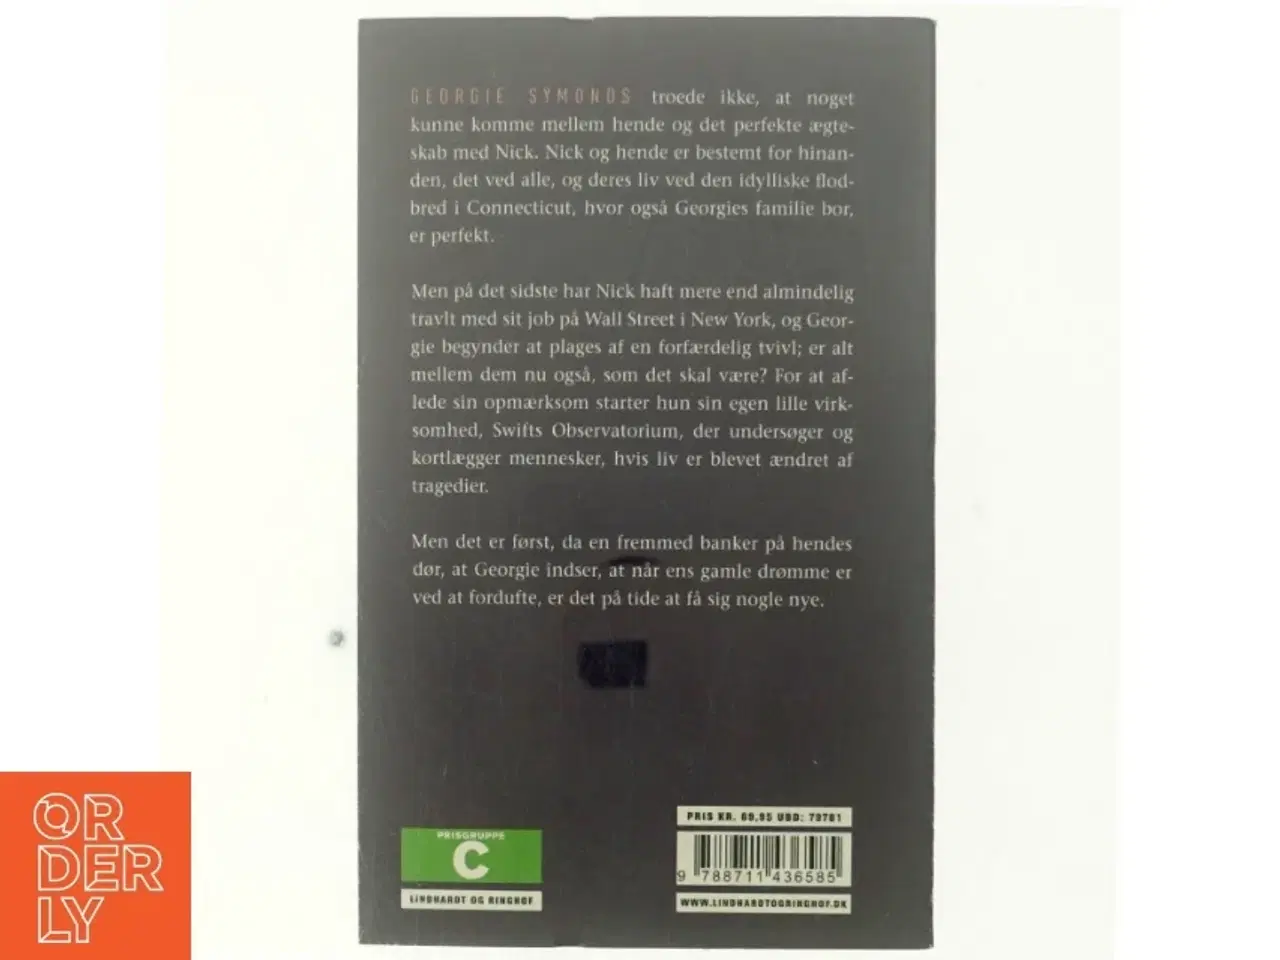 GEORGIE SYMONDS troede ikke, at noget
kunne komme mellem hende og det perfekte ægte-
skab med Nick. Nick og hende er bestemt for hinan-
den, det ved alle, og deres liv ved den idylliske flod-
bred i Connecticut, hvor også Georgies familie bor,
er perfekt.
Men på det sidste har Nick haft mere end almindelig
travlt med sit job på Wall Street i New York, og Geor-
gie begynder at plages af en forfærdelig tvivl; er alt
mellem dem nu også, som det skal være? For at af-
lede sin opmærksom starter hun sin egen lille virk-
somhed, Swifts Observatorium, der undersøger og
kortlægger mennesker, hvis liv er blevet ændret af
tragedier.
Men det er først, da en fremmed banker på hendes
dør, at Georgie indser, at når ens gamle drømme er
ved at fordufte, er det på tide at få sig nogle nye.
PRISGRUPPE
C
LINDHARDT OG RINGHOF
PRIS KR. 69,95 UBD: 79781
9 788711 436585
WWW.LINDHARDTOGRINGHOF.DK
ORDERLY